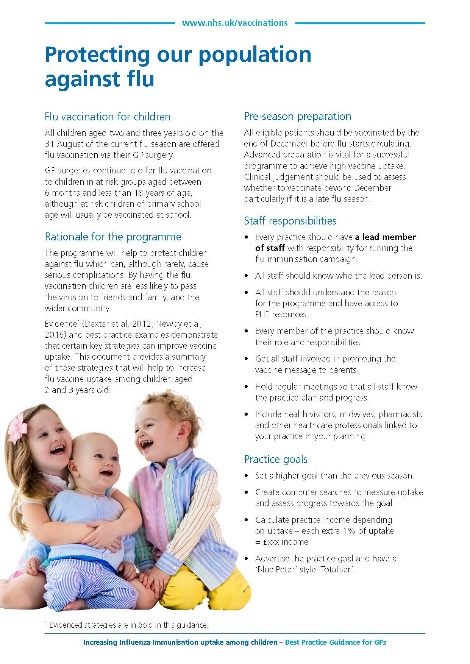 www.nhs.uk/vaccinations
Protecting our population
against flu
Flu vaccination for children
All children aged two and three years old on the
31 August of the current flu season are offered
flu vaccination via their GP surgery.
GP surgeries continue to offer flu vaccination
to children in at risk groups aged between
6 months and less than 18 years of age,
although at risk children of primary school
age will usually be vaccinated at school.
Rationale for the programme
The programme will help to protect children
against flu which can, although rarely, cause
serious complications. By having the flu
vaccination children are less likely to pass
the virus on to friends and family, and the
wider community.
Evidence¹ (Dexter et al, 2012; Newby et al,
2016) and best practice examples demonstrate
that certain key strategies can improve vaccine
uptake. This document provides a summary
of those strategies that will help to increase
flu vaccine uptake among children aged
2 and 3 years old.
¹ Evidenced strategies are in bold in this guidance.
Pre-season preparation
All eligible patients should be vaccinated by the
end of December before flu starts circulating.
Advanced preparation is vital for a successful
programme to achieve high vaccine uptake.
Clinical judgement should be used to assess
whether to vaccinate beyond December
particularly if it is a late flu season.
Staff responsibilities
• Every practice should have a lead member
of staff with responsibility for running the
flu immunisation campaign.
• All staff should know who the lead person is.
• All staff should understand the reason
for the programme and have access to
PHE resources.
• Every member of the practice should know
their role and responsibilities.
• Get all staff involved in promoting the
vaccine message to parents.
• Hold regular meetings so that all staff know
the practice plan and progress.
• Include health visitors, midwives, pharmacists
and other healthcare professionals linked to
your practice in your planning.
Practice goals
• Set a higher goal than the previous season.
• Create computer searches to measure uptake
and assess progress towards the goal.
• Calculate practice income depending
on uptake – each extra 1% of uptake
= £xxx income.
• Advertise the practice goal and have a
'Blue Peter' style 'Totaliser'.
Increasing Influenza Immunisation uptake among children – Best Practice Guidance for GPs